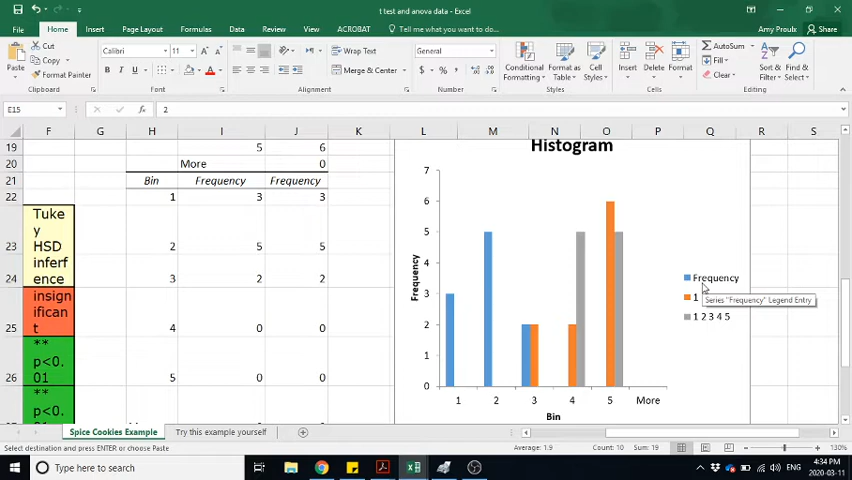 t test and anova data - Excel
Amy Proulx
Share
File Home Insert Page Layout Formulas Data Review View ACROBAT Tell me what you want to do...
Paste
Cut
Copy
Format Painter
Clipboard
Calibri 11
B I U
Font
Wrap Text
Merge & Center
Alignment
General
$ % ,
Number
Conditional Formatting
Format as Table
Cell Styles
Styles
Insert Delete Format
Cells
AutoSum
Fill
Clear
Sort & Filter
Find & Select
Editing
E15 fx 2
F G H I J K L M N O P Q R S
19 5 6
20 More 0
21 Bin Frequency Frequency
22 1 3 3
Tuke
y
HSD
inferf
ence
23 2 5 5
24 3 2 2
insign
ifican
t
25 4 0 0
**
p<0.
01
26 5 0 0
**
p<0.
Histogram
Frequency
7
6
5
4
3
2
1
0
1 2 3 4 5 More
Bin
Frequency
1
Series "Frequency" Legend Entry
1 2 3 4 5
Spice Cookies Example Try this example yourself
Select destination and press ENTER or choose Paste Average: 1.9 Count: 10 Sum: 19 130%
Type here to search
ENG
4:34 PM
2020-03-11